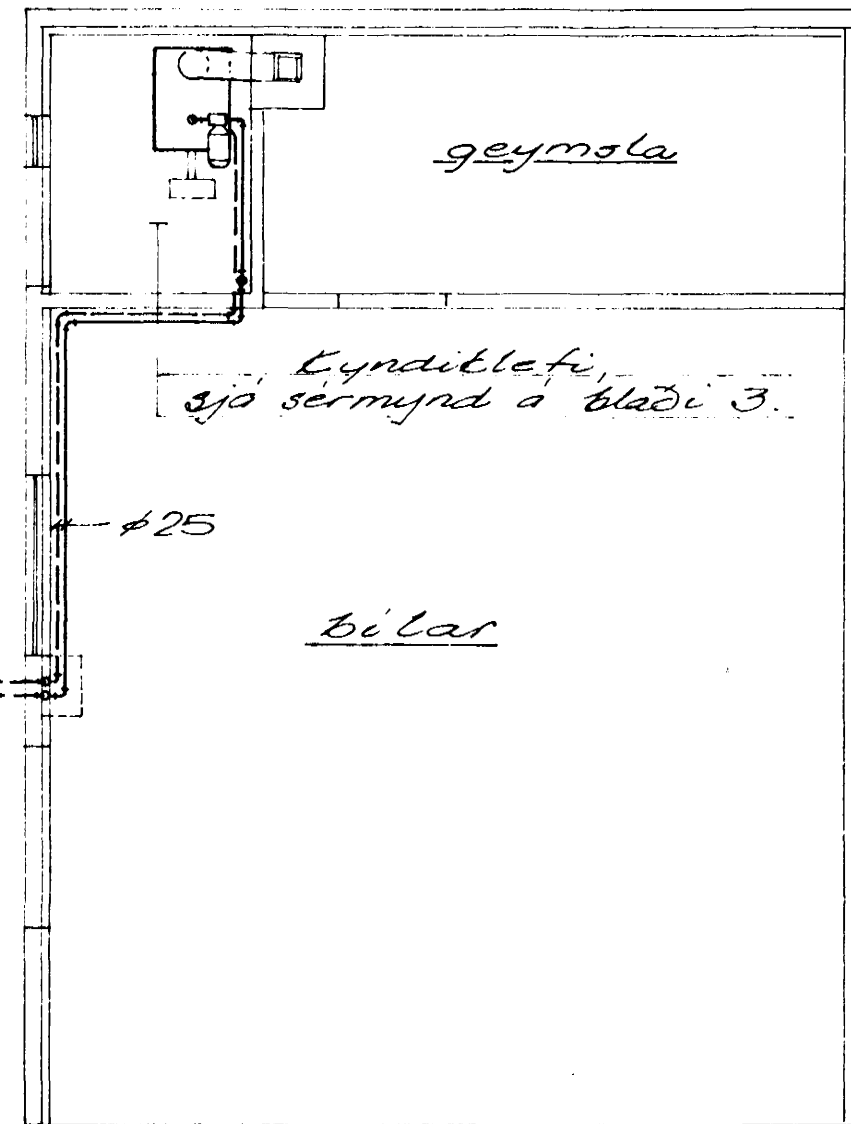 geymsla
Kyndiklefi,
sjá sérmynd á blaði 3.
ø25
bílar